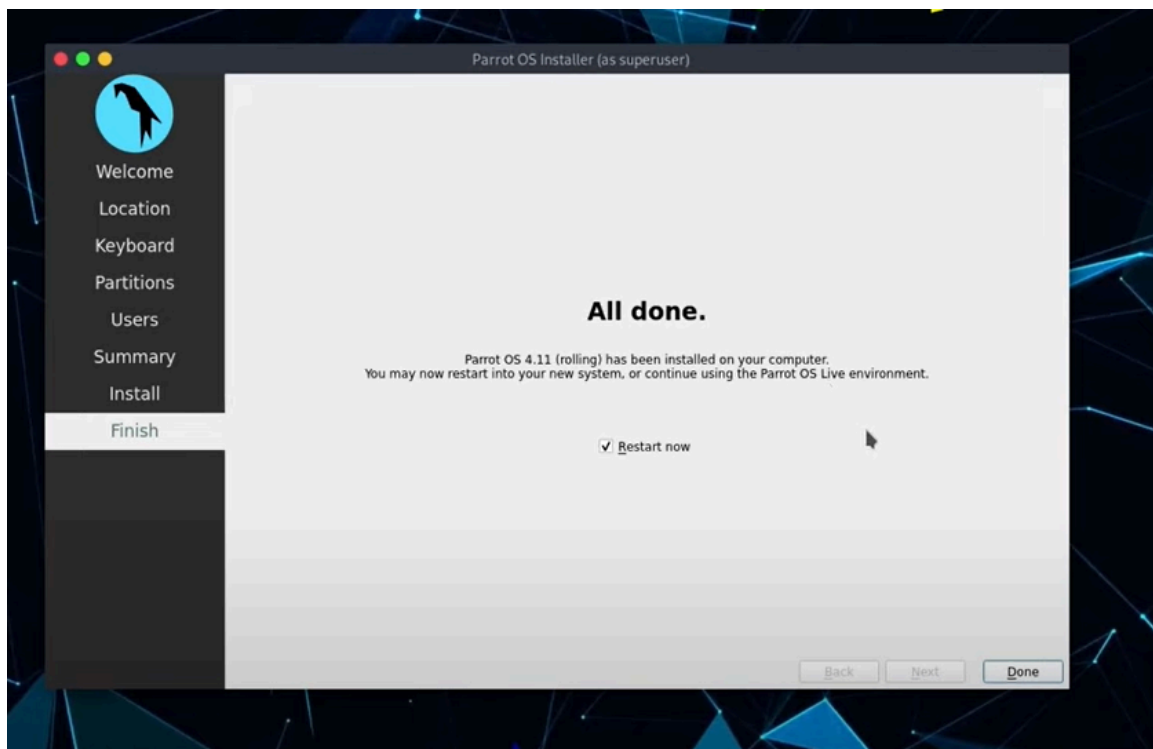 Parrot OS Installer (as superuser)
Welcome
Location
Keyboard
Partitions
Users
Summary
Install
Finish
All done.
Parrot OS 4.11 (rolling) has been installed on your computer.
You may now restart into your new system, or continue using the Parrot OS Live environment.
Restart now
Back
Next
Done